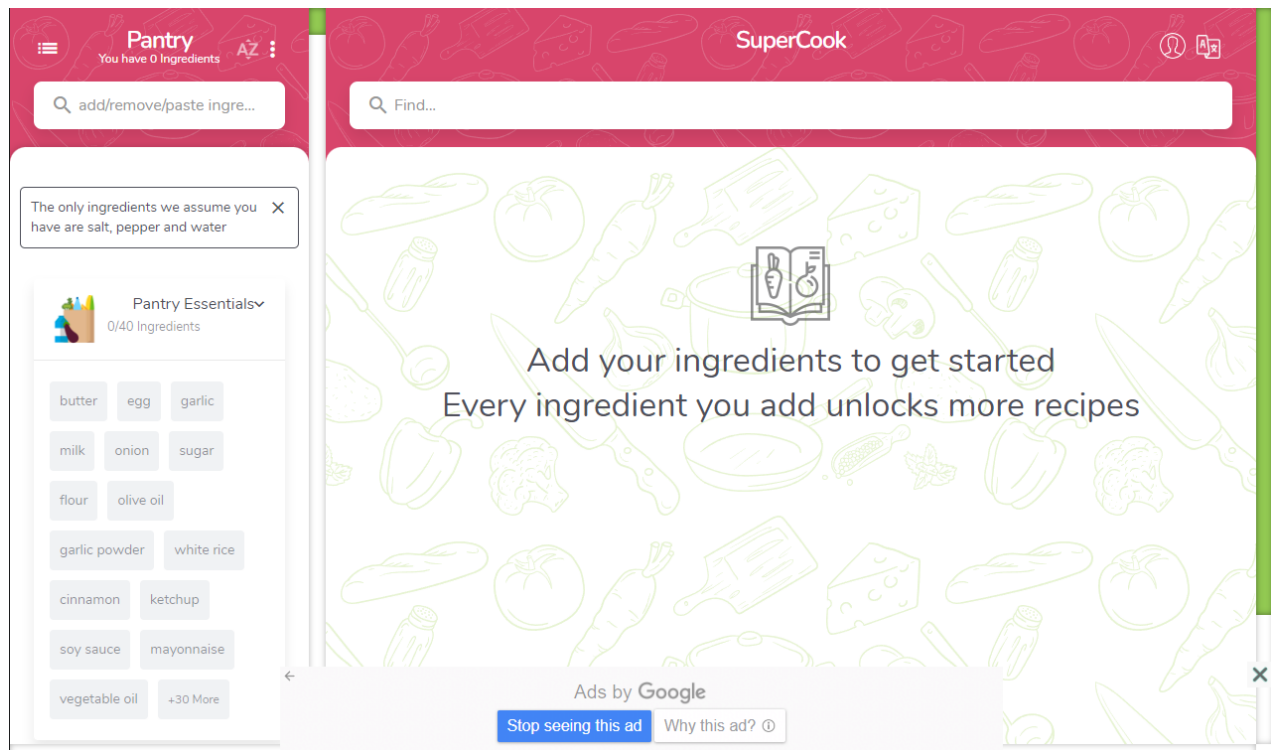 Pantry
You have 0 Ingredients
AZ
add/remove/paste ingre...
The only ingredients we assume you
have are salt, pepper and water
Pantry Essentials
0/40 Ingredients
butter egg garlic
milk onion sugar
flour olive oil
garlic powder white rice
cinnamon ketchup
soy sauce mayonnaise
vegetable oil +30 More
SuperCook
Find...
Add your ingredients to get started
Every ingredient you add unlocks more recipes
Ads by Google
Stop seeing this ad Why this ad?